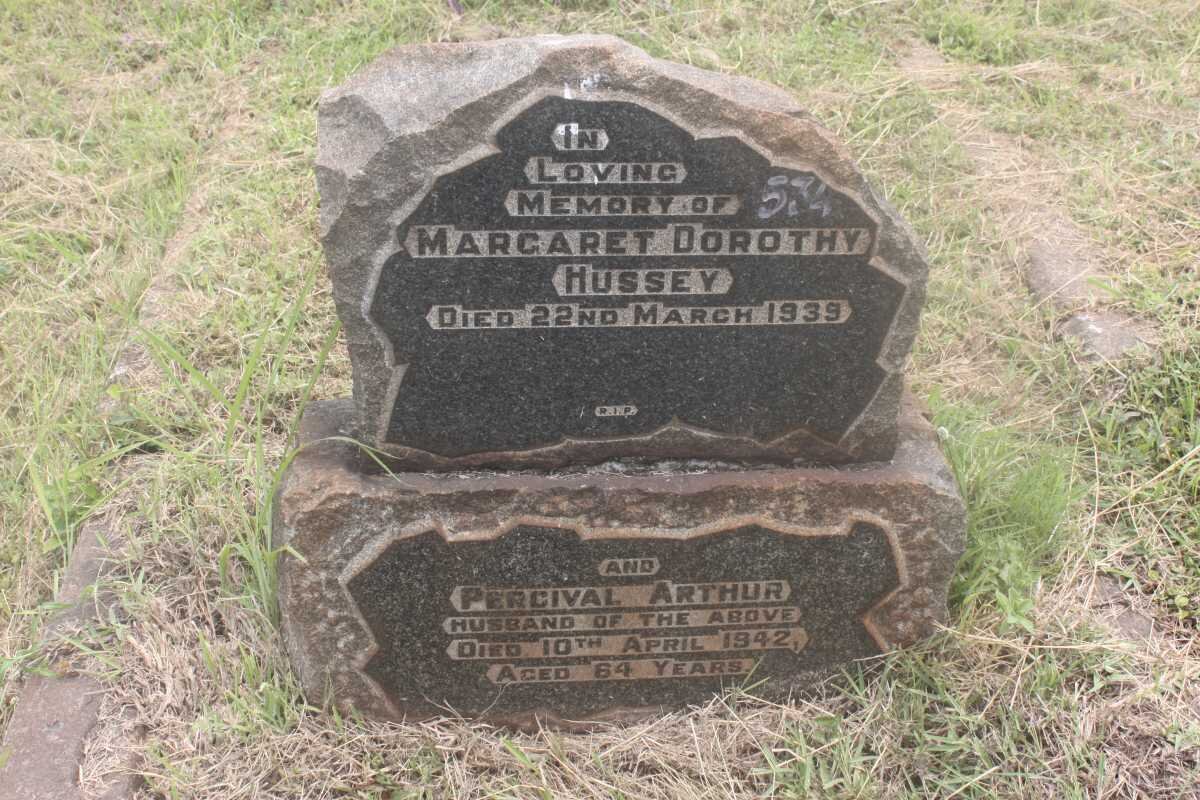 IN
LOVING
MEMORY OF
574
MARGARET DOROTHY
HUSSEY
DIED 22ND MARCH 1939
R.I.P.
AND
PERCIVAL ARTHUR
HUSBAND OF THE ABOVE
DIED 10TH APRIL 1942,
AGED 64 YEARS